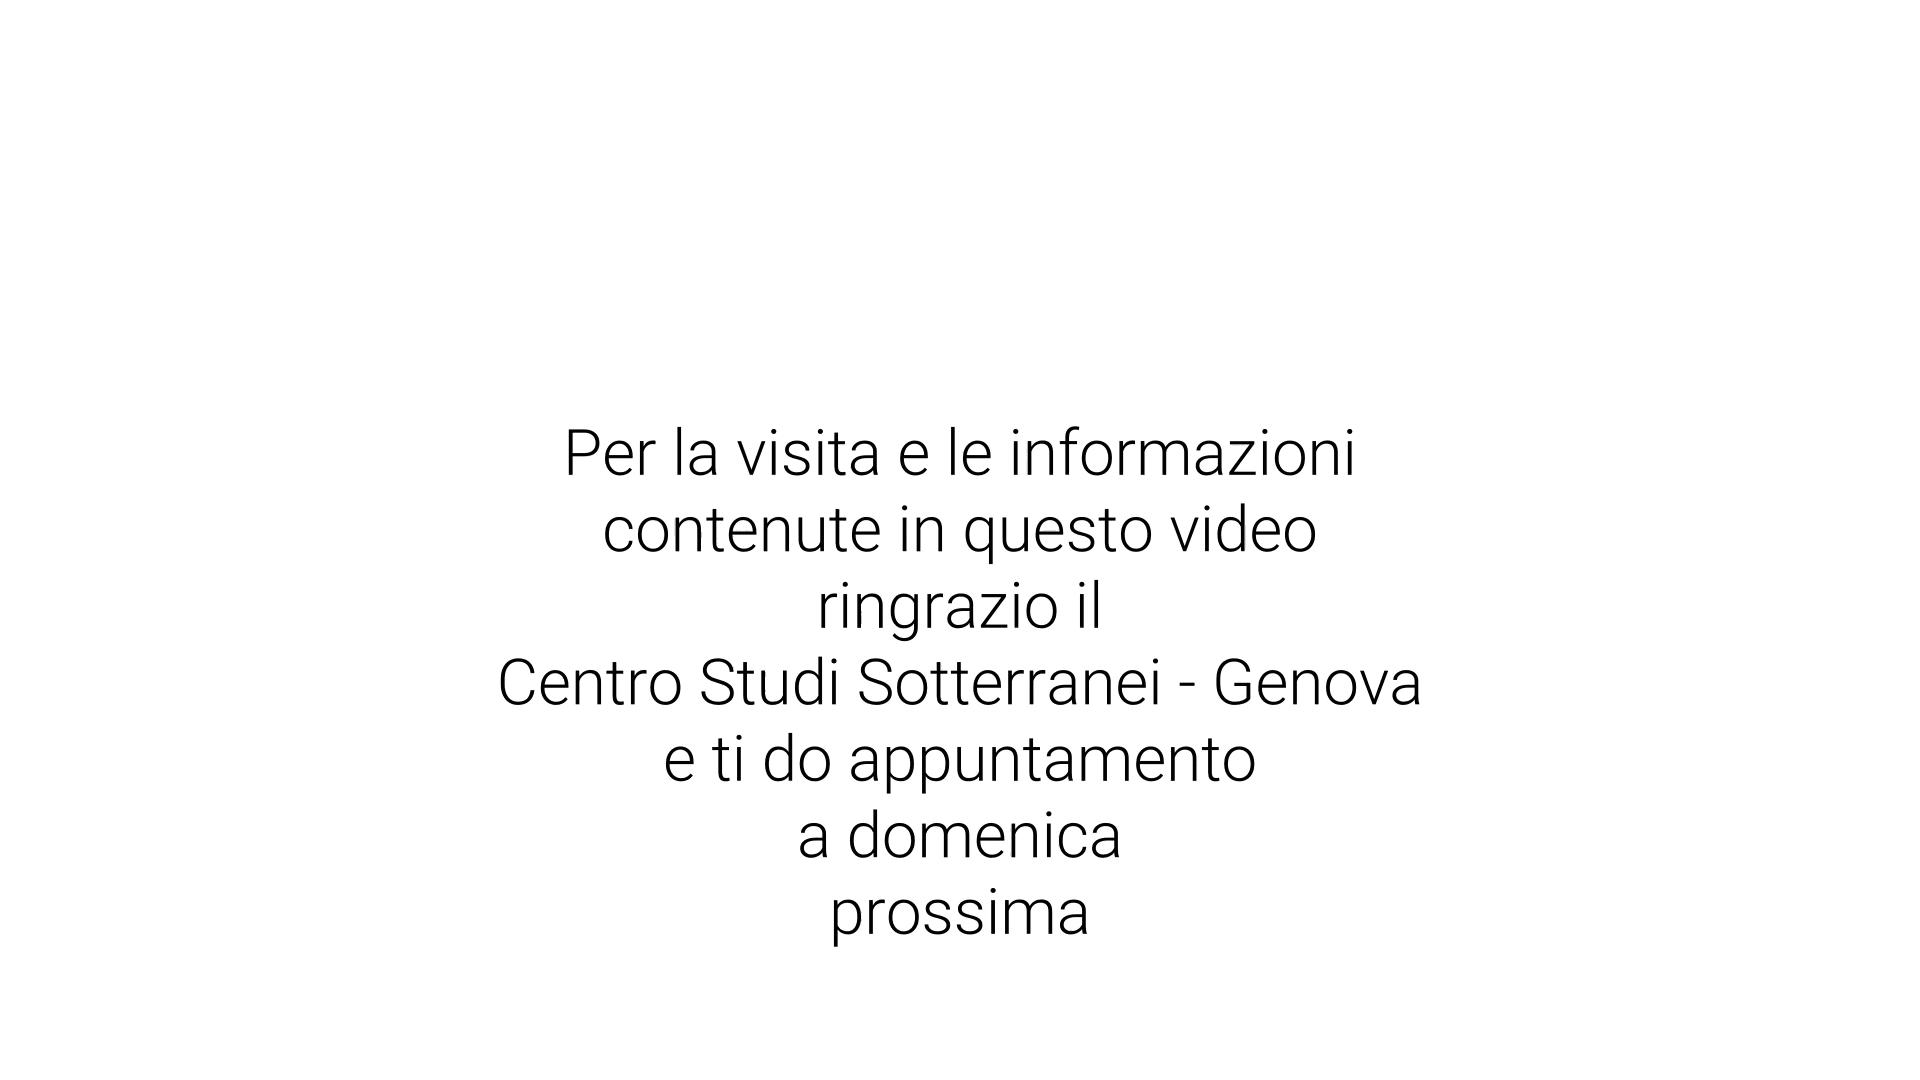 Per la visita e le informazioni
contenute in questo video
ringrazio il
Centro Studi Sotterranei - Genova
e ti do appuntamento
a domenica
prossima